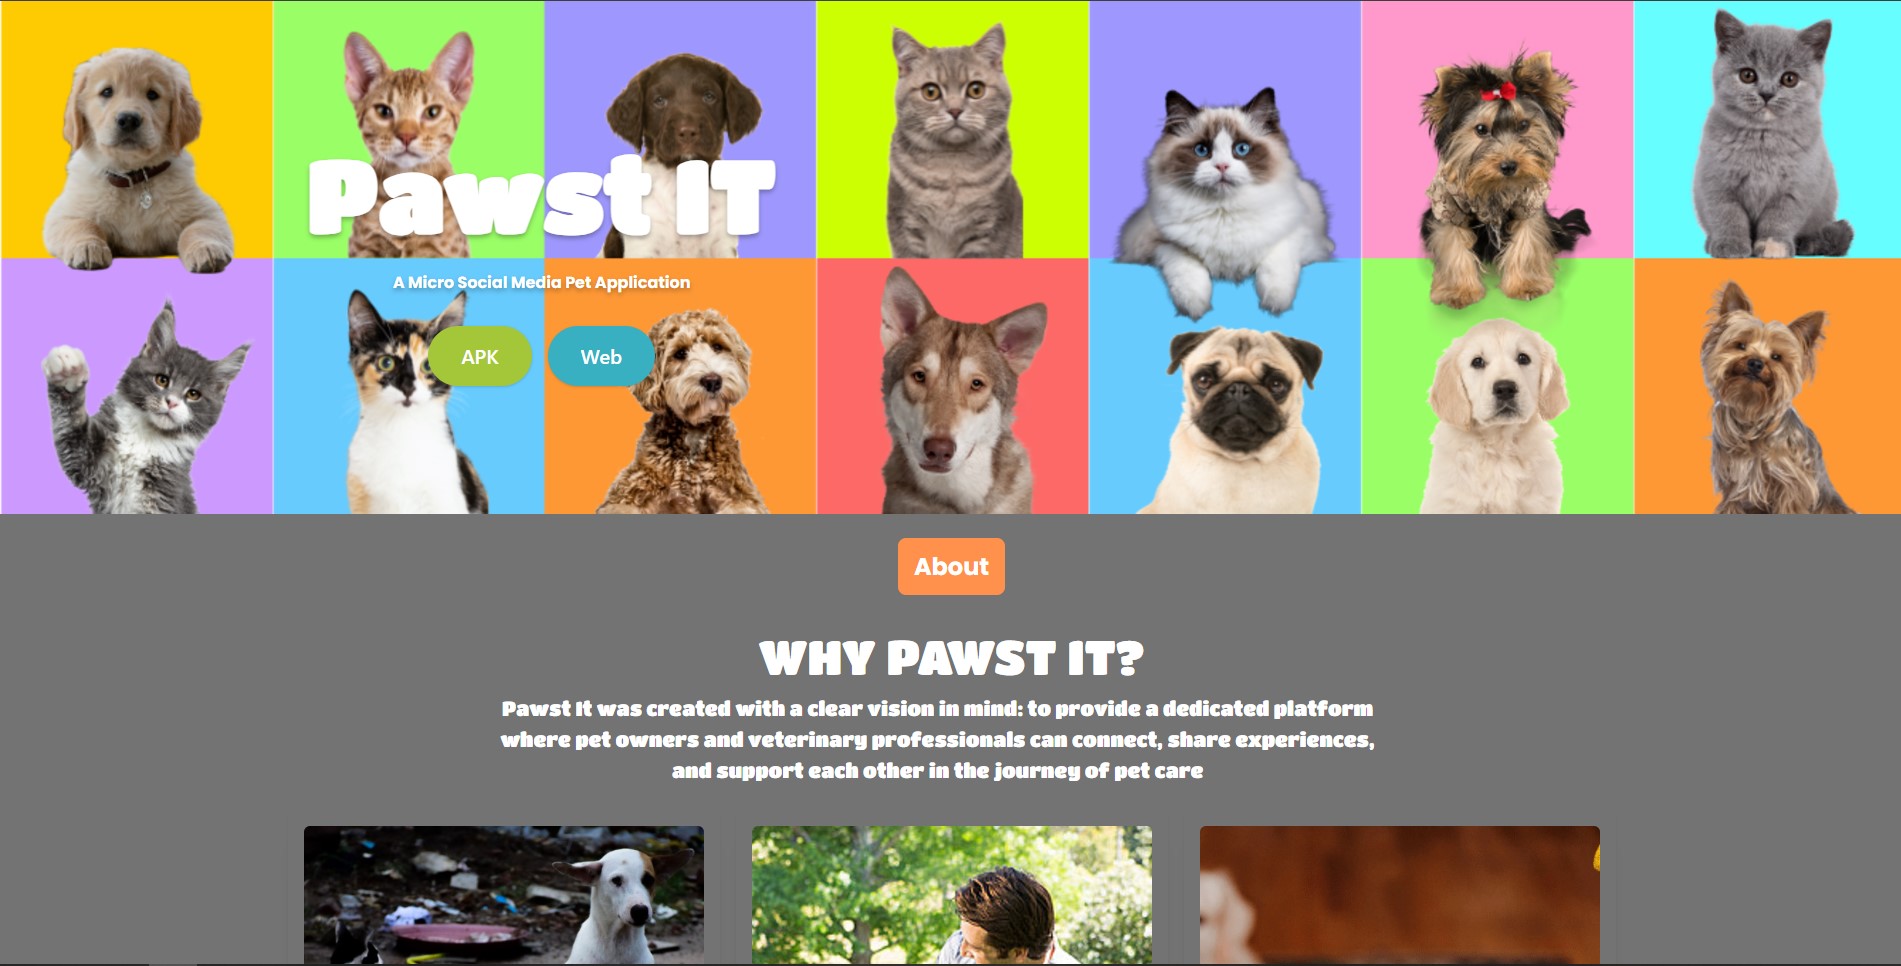 Pawst IT
A Micro Social Media Pet Application
APK
Web
About
WHY PAWST IT?
Pawst It was created with a clear vision in mind: to provide a dedicated platform
where pet owners and veterinary professionals can connect, share experiences,
and support each other in the journey of pet care